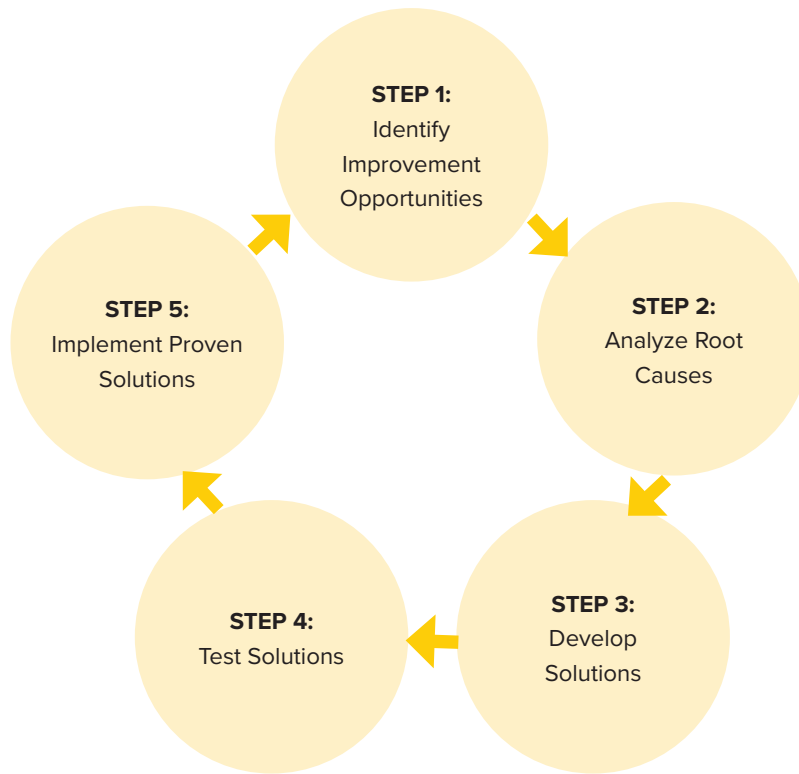 STEP 1:
Identify
Improvement
Opportunities
STEP 2:
Analyze Root
Causes
STEP 3:
Develop
Solutions
STEP 4:
Test Solutions
STEP 5:
Implement Proven
Solutions